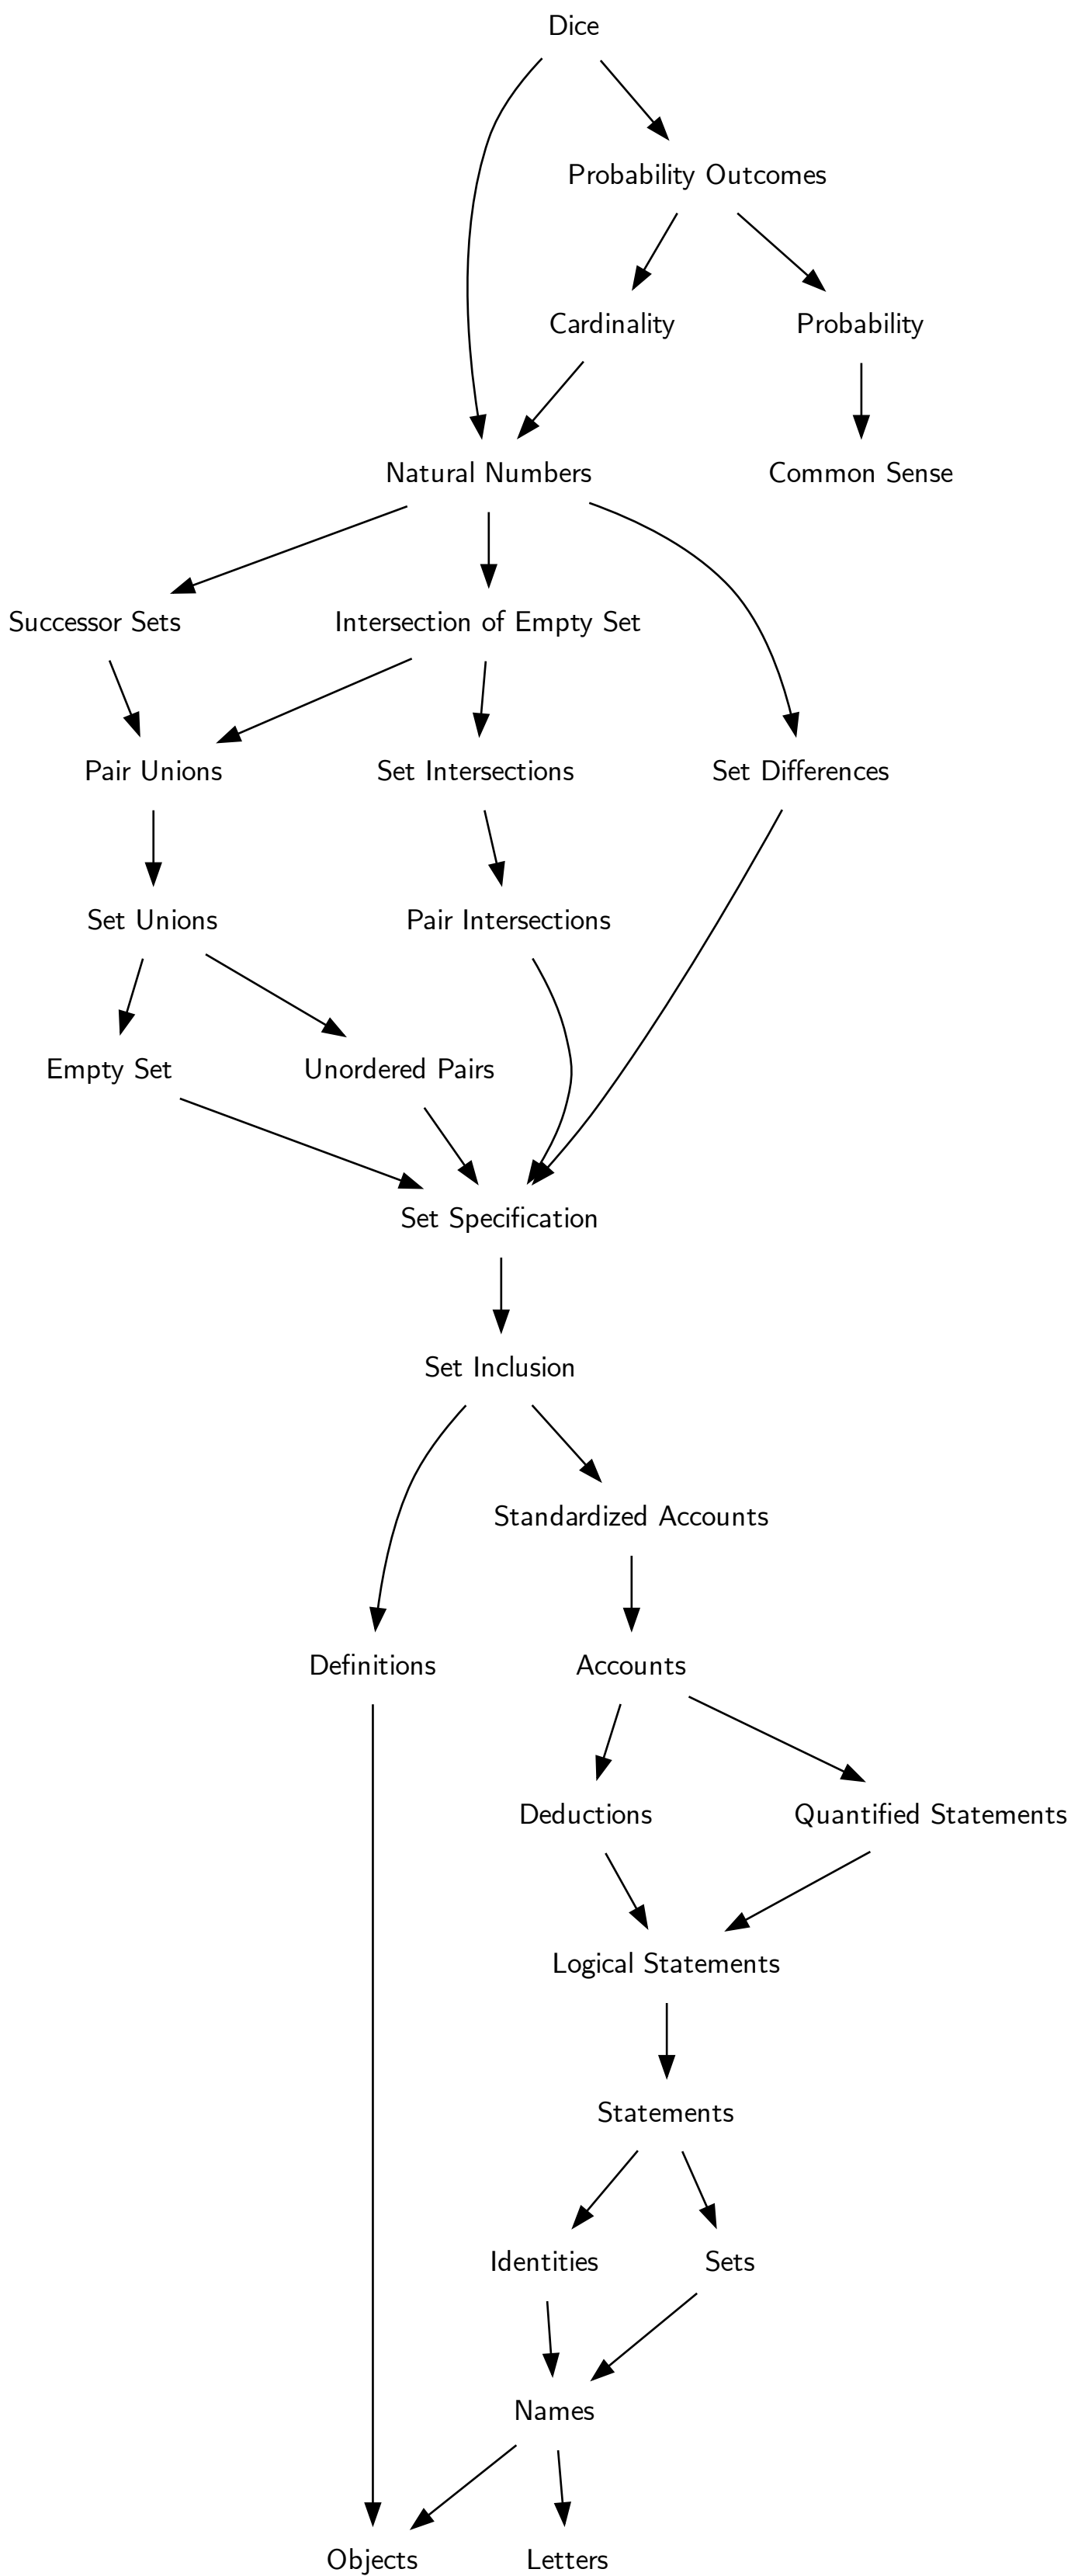 Dice
Probability Outcomes
Cardinality
Probability
Natural Numbers
Common Sense
Successor Sets
Intersection of Empty Set
Pair Unions
Set Intersections
Set Differences
Set Unions
Pair Intersections
Empty Set
Unordered Pairs
Set Specification
Set Inclusion
Standardized Accounts
Definitions
Accounts
Deductions
Quantified Statements
Logical Statements
Statements
Identities
Sets
Names
Objects
Letters